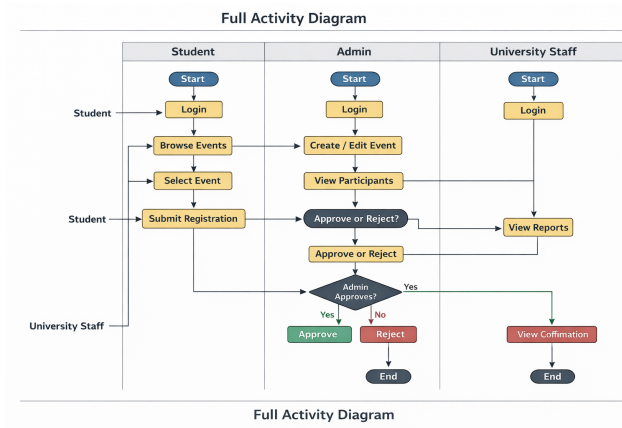 Full Activity Diagram
Student
Admin
University Staff
Start
Start
Start
Student
Login
Login
Login
Browse Events
Create / Edit Event
Select Event
View Participants
Student
Submit Registration
Approve or Reject?
View Reports
Approve or Reject
Admin
Approves?
Yes
Yes
No
University Staff
Approve
Reject
View Coffimation
End
End
Full Activity Diagram